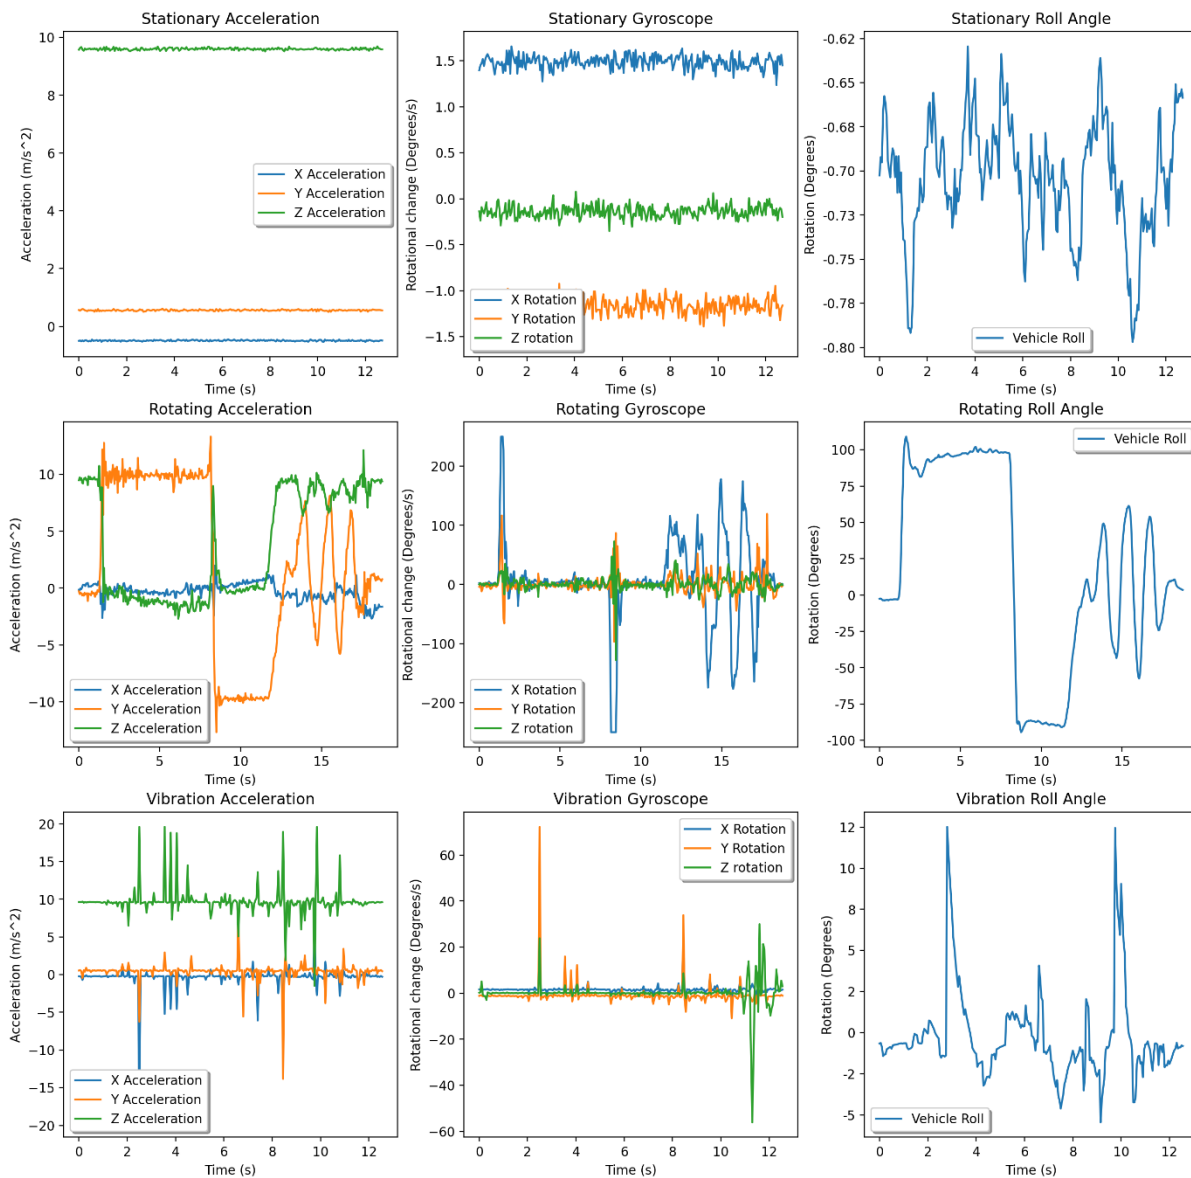 Stationary Acceleration
Acceleration (m/s^2)
10
8
6
4
2
0
X Acceleration
Y Acceleration
Z Acceleration
0 2 4 6 8 10 12
Time (s)
Stationary Gyroscope
Rotational change (Degrees/s)
1.5
1.0
0.5
0.0
−0.5
−1.0
−1.5
X Rotation
Y Rotation
Z rotation
0 2 4 6 8 10 12
Time (s)
Stationary Roll Angle
Rotation (Degrees)
-0.62
-0.65
-0.68
-0.70
-0.73
-0.75
-0.78
-0.80
Vehicle Roll
0 2 4 6 8 10 12
Time (s)
Rotating Acceleration
Acceleration (m/s^2)
10
5
0
−5
−10
X Acceleration
Y Acceleration
Z Acceleration
0 5 10 15
Time (s)
Rotating Gyroscope
Rotational change (Degrees/s)
200
100
0
−100
−200
X Rotation
Y Rotation
Z rotation
0 5 10 15
Time (s)
Rotating Roll Angle
Rotation (Degrees)
100
75
50
25
0
-25
-50
-75
-100
Vehicle Roll
0 5 10 15
Time (s)
Vibration Acceleration
Acceleration (m/s^2)
20
15
10
5
0
−5
−10
−15
−20
X Acceleration
Y Acceleration
Z Acceleration
0 2 4 6 8 10 12
Time (s)
Vibration Gyroscope
Rotational change (Degrees/s)
60
40
20
0
−20
−40
−60
X Rotation
Y Rotation
Z rotation
0 2 4 6 8 10 12
Time (s)
Vibration Roll Angle
Rotation (Degrees)
12
10
8
5
2
0
-2
-5
Vehicle Roll
0 2 4 6 8 10 12
Time (s)